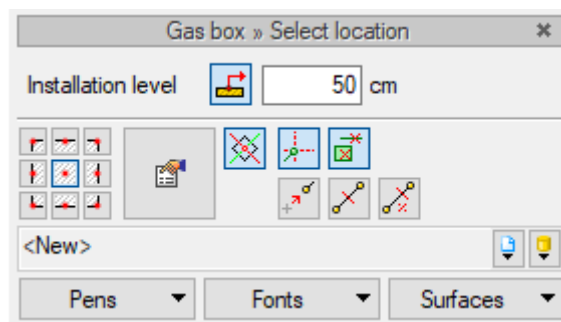 Gas box » Select location
Installation level 50 cm
<New>
Pens Fonts Surfaces